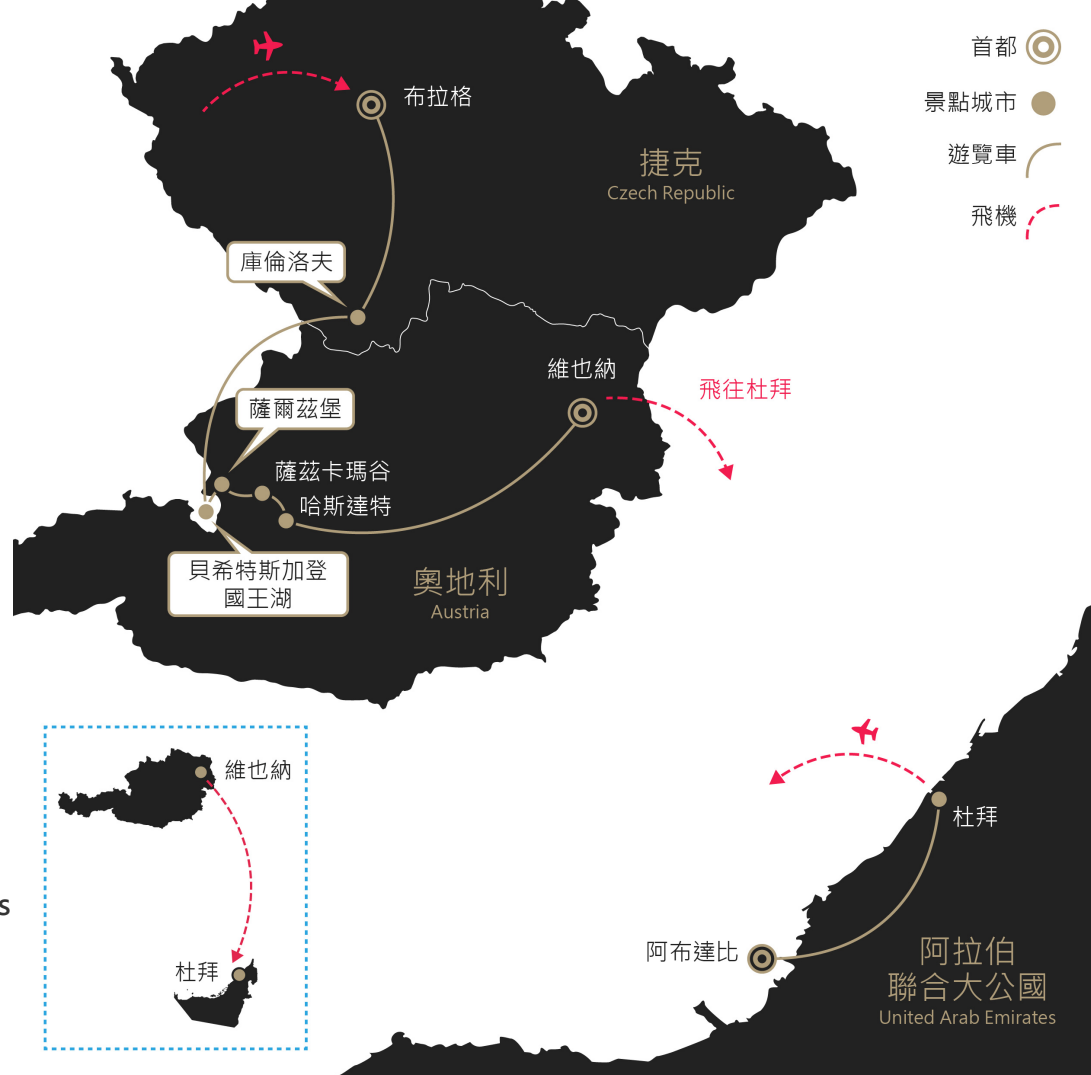 首都
景點城市
遊覽車
飛機
布拉格
捷克
Czech Republic
庫倫洛夫
維也納
飛往杜拜
薩爾茲堡
薩茲卡瑪谷
哈斯達特
貝希特斯加登
國王湖
奧地利
Austria
維也納
杜拜
s
杜拜
阿布達比
阿拉伯
聯合大公國
United Arab Emirates